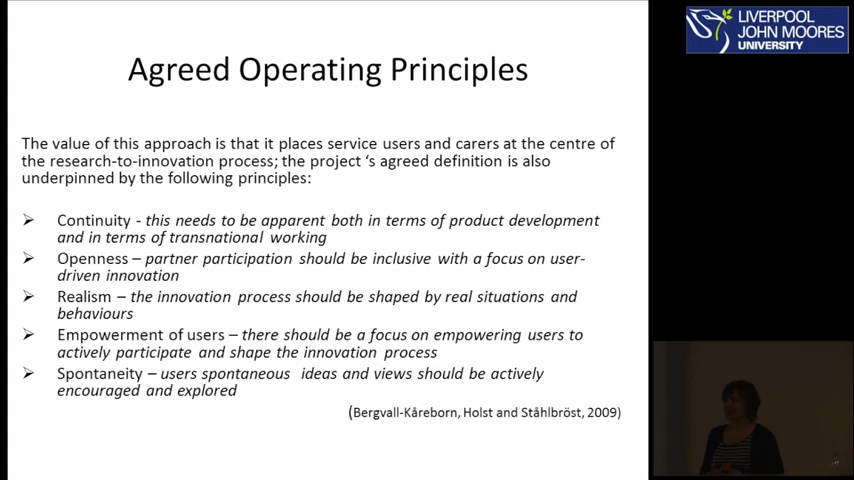 LIVERPOOL
JOHN MOORES
UNIVERSITY
Agreed Operating Principles
The value of this approach is that it places service users and carers at the centre of
the research-to-innovation process; the project ‘s agreed definition is also
underpinned by the following principles:
Continuity - this needs to be apparent both in terms of product development
and in terms of transnational working
Openness – partner participation should be inclusive with a focus on user-
driven innovation
Realism – the innovation process should be shaped by real situations and
behaviours
Empowerment of users – there should be a focus on empowering users to
actively participate and shape the innovation process
Spontaneity – users spontaneous ideas and views should be actively
encouraged and explored
(Bergvall-Kåreborn, Holst and Ståhlbröst, 2009)